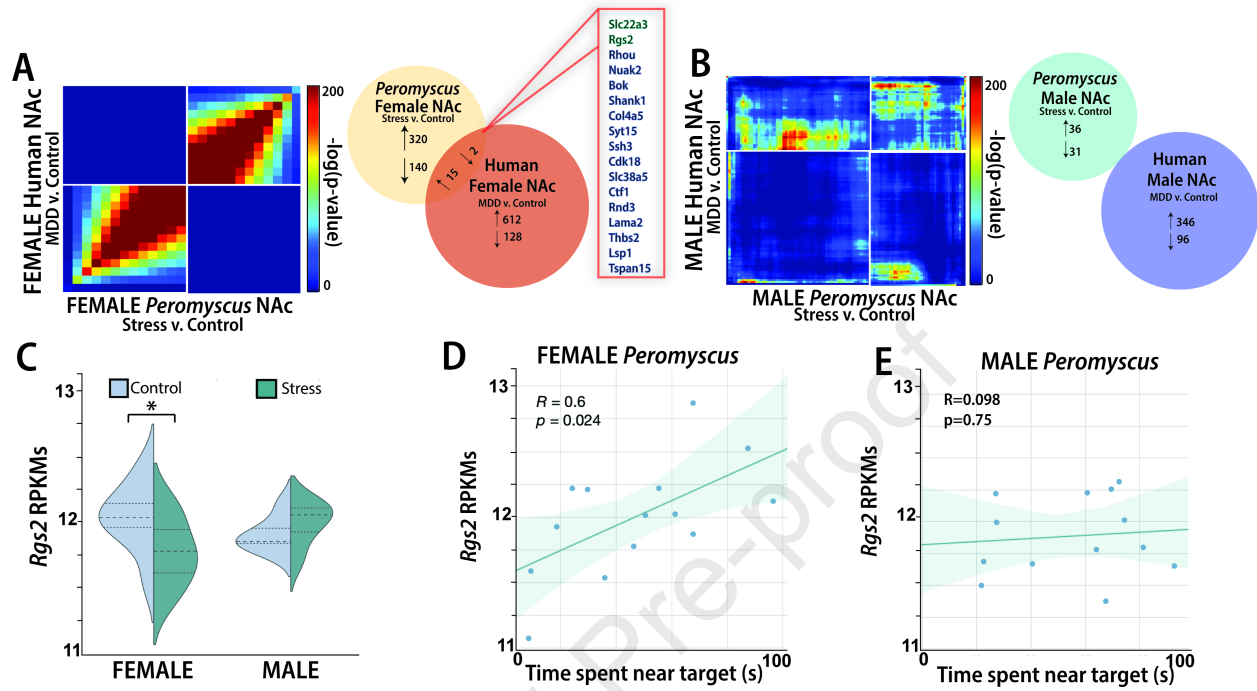 A
FEMALE Human NAc
MDD v. Control
200
-log(p-value)
0
FEMALE Peromyscus NAc
Stress v. Control
Peromyscus
Female NAc
Stress v. Control
↑ 320
↓ 140
↓ 2
↑ 15
Human
Female NAc
MDD v. Control
↑ 612
↓ 128
Slc22a3
Rgs2
Rhou
Nuak2
Bok
Shank1
Col4a5
Syt15
Ssh3
Cdk18
Slc38a5
Ctf1
Rnd3
Lama2
Thbs2
Lsp1
Tspan15
B
MALE Human NAc
MDD v. Control
200
-log(p-value)
0
MALE Peromyscus NAc
Stress v. Control
Peromyscus
Male NAc
Stress v. Control
↑ 36
↓ 31
Human
Male NAc
MDD v. Control
↑ 346
↓ 96
C
Rgs2 RPKMs
13
12
11
Control
Stress
*
FEMALE
MALE
D
FEMALE Peromyscus
R = 0.6
p = 0.024
Rgs2 RPKMs
13
12
11
0
100
Time spent near target (s)
E
MALE Peromyscus
R=0.098
p=0.75
Rgs2 RPKMs
13
12
11
0
100
Time spent near target (s)
Pre-proof